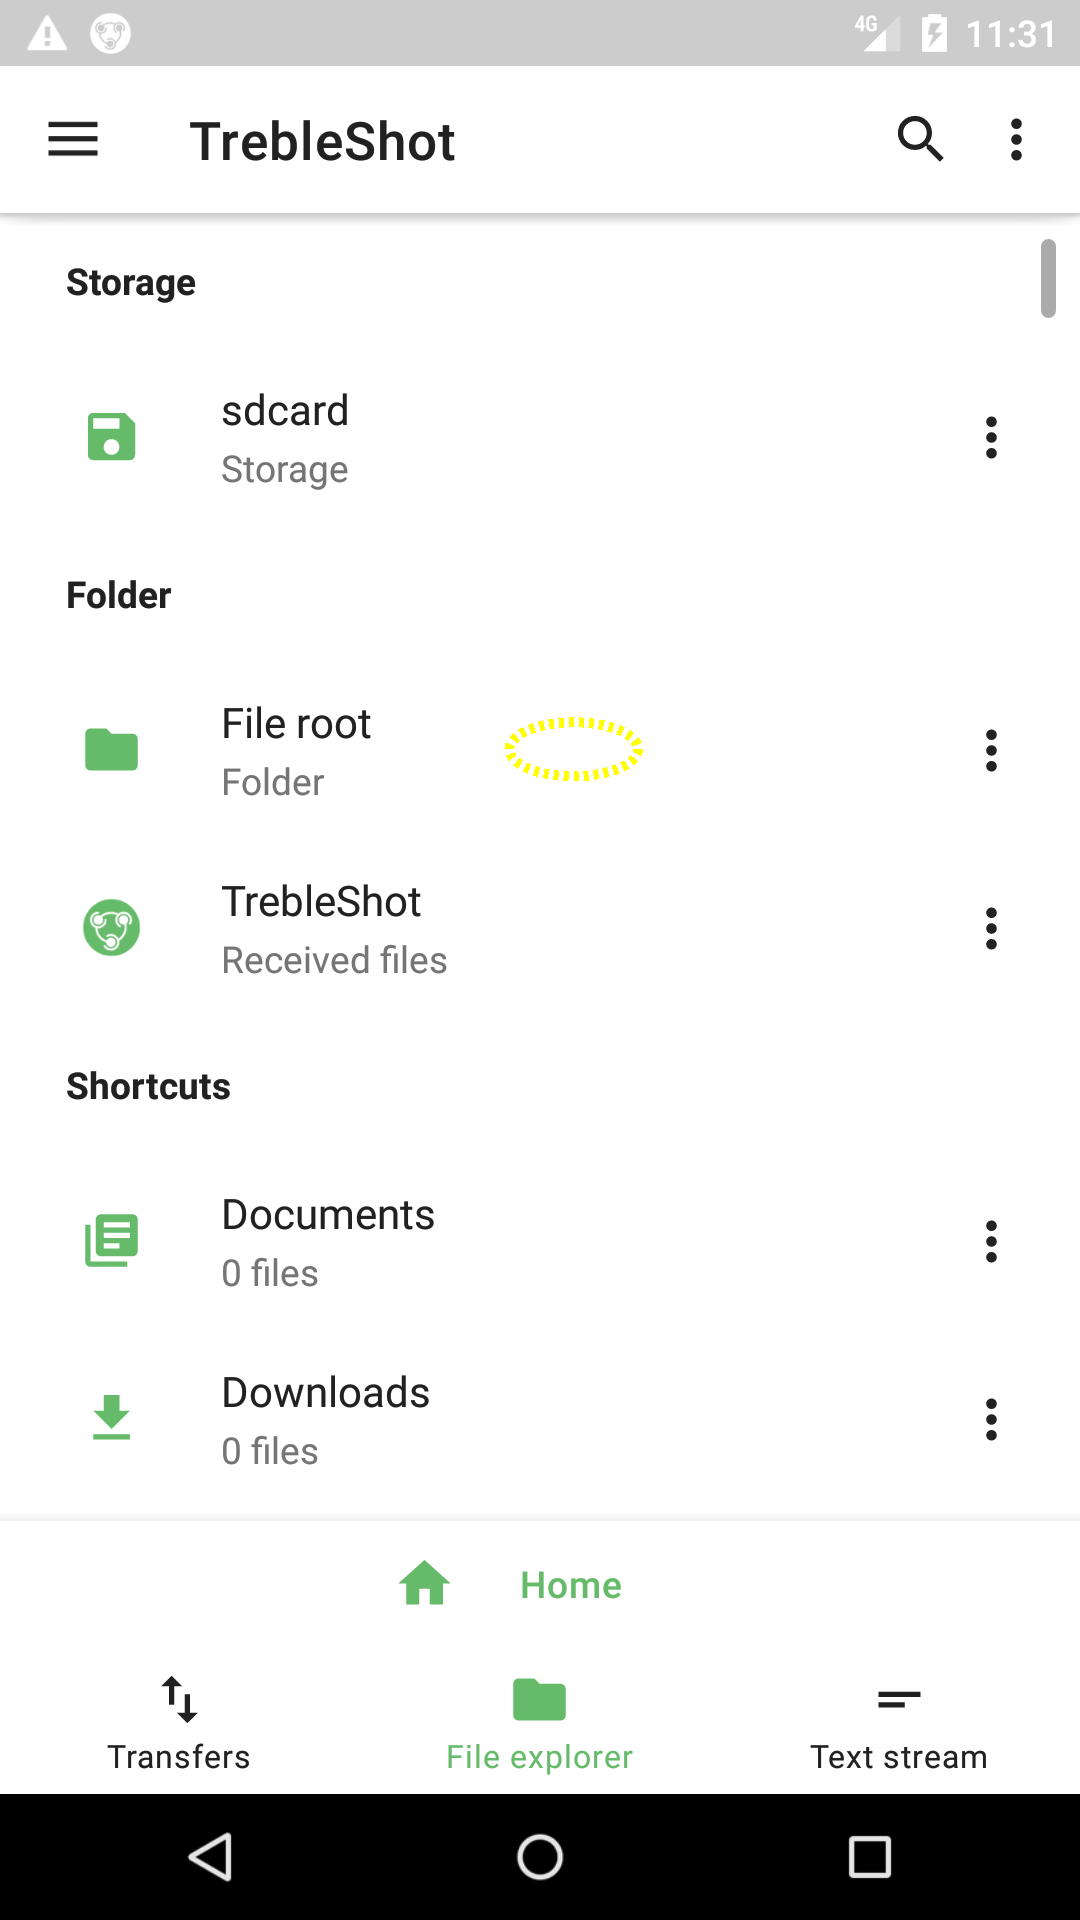 4G 11:31
TrebleShot
Storage
sdcard
Storage
Folder
File root
Folder
TrebleShot
Received files
Shortcuts
Documents
0 files
Downloads
0 files
Home
Transfers File explorer Text stream